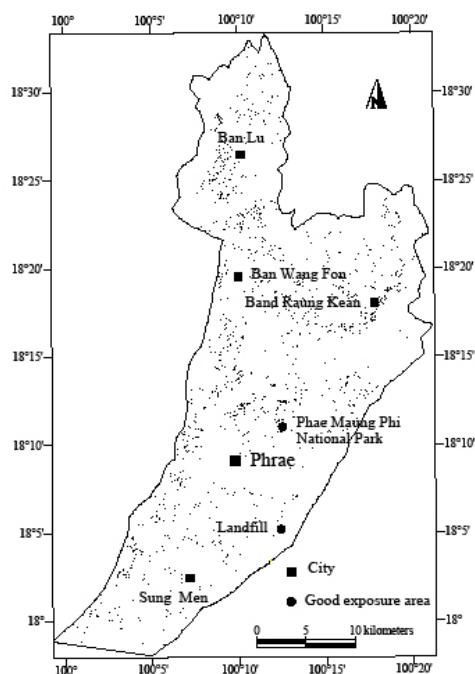 100° 100°5' 100°10' 100°15' 100°20'
18°30' 18°30'
Ban Lu
18°25' 18°25'
18°20' Ban Wang Fon 18°20'
Band Raung Kean
18°15' 18°15'
Phae Maung Phi
National Park
18°10' 18°10'
Phrae
18°5' Landfill 18°5'
City
Sung Men
Good exposure area
18° 18°
0 5 10 kilometers
100° 100°5' 100°10' 100°15' 100°20'
N